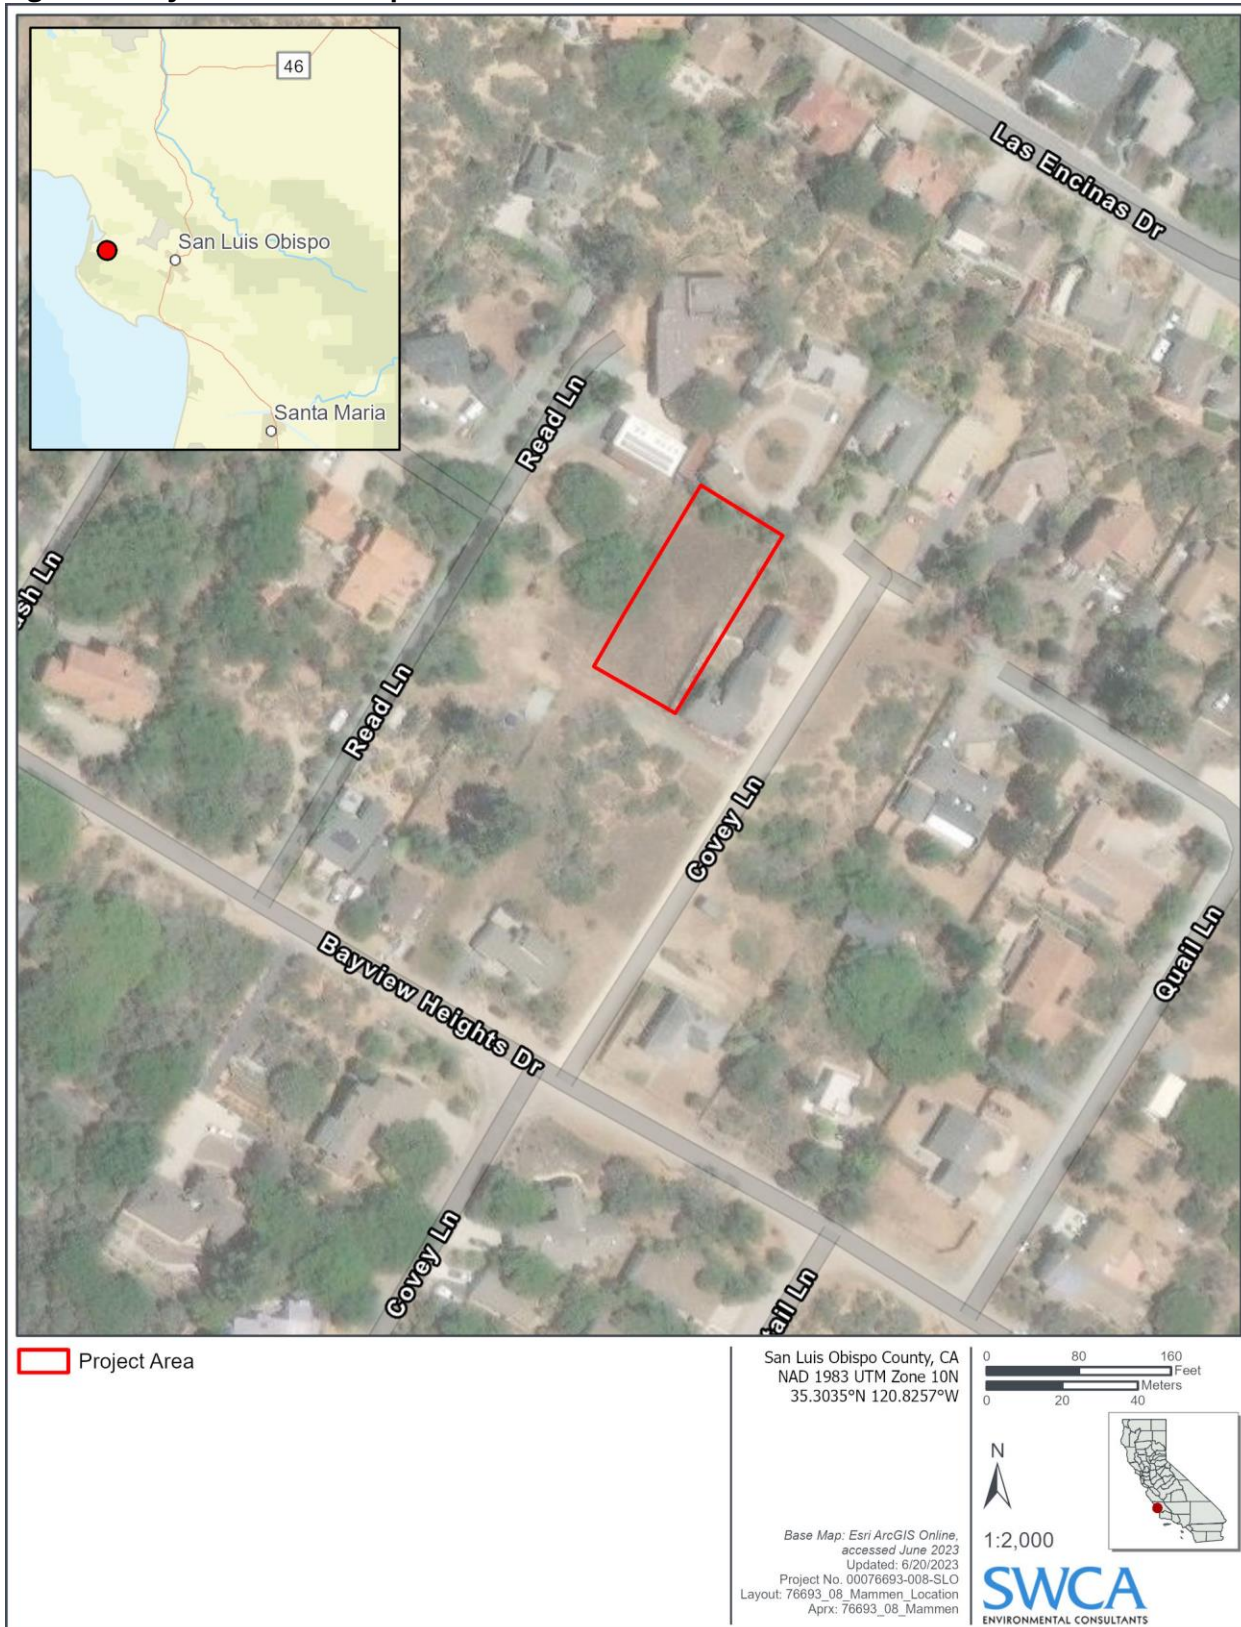 46
San Luis Obispo
Santa Maria
Las Encinas Dr
Read Ln
Read Ln
Covey Ln
Quail Ln
Bayview Heights Dr
Covey Ln
Project Area
San Luis Obispo County, CA
NAD 1983 UTM Zone 10N
35.3035°N 120.8257°W
Base Map: Esri ArcGIS Online,
accessed June 2023
Updated: 6/20/2023
Project No. 00076693-008-SLO
Layout: 76693_08_Mammen_Location
Aprx: 76693_08_Mammen
0 80 160
Feet
Meters
0 20 40
N
1:2,000
SWCA
ENVIRONMENTAL CONSULTANTS